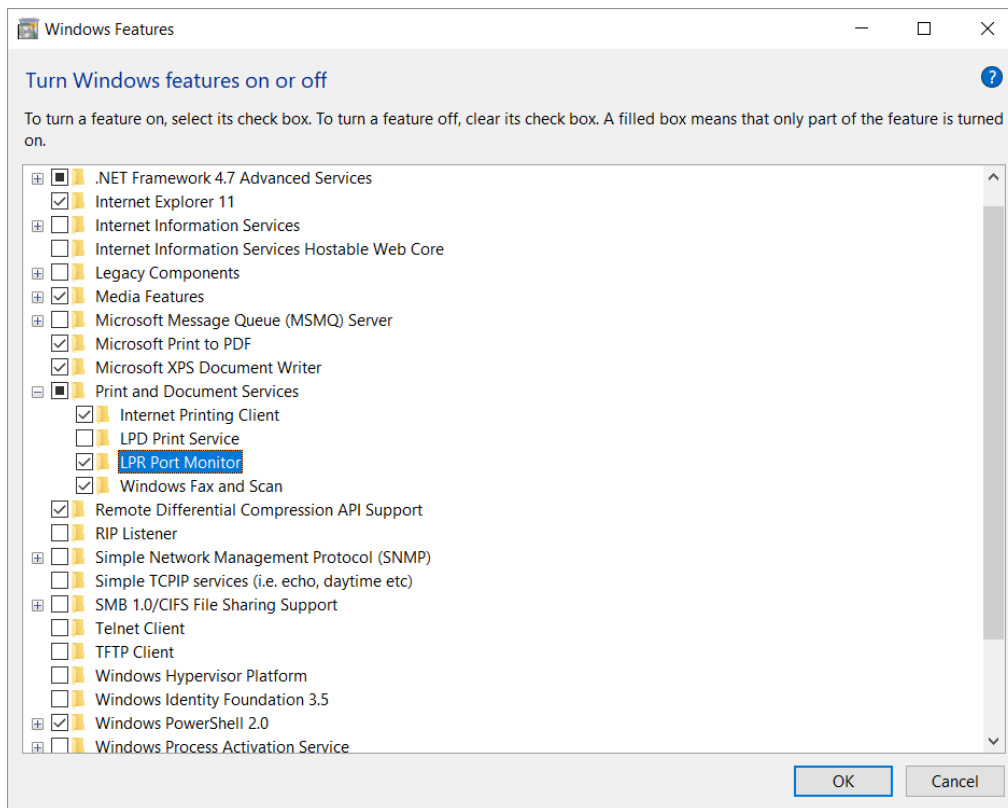 Windows Features
Turn Windows features on or off
?
To turn a feature on, select its check box. To turn a feature off, clear its check box. A filled box means that only part of the feature is turned
on.
.NET Framework 4.7 Advanced Services
Internet Explorer 11
Internet Information Services
Internet Information Services Hostable Web Core
Legacy Components
Media Features
Microsoft Message Queue (MSMQ) Server
Microsoft Print to PDF
Microsoft XPS Document Writer
Print and Document Services
Internet Printing Client
LPD Print Service
LPR Port Monitor
Windows Fax and Scan
Remote Differential Compression API Support
RIP Listener
Simple Network Management Protocol (SNMP)
Simple TCPIP services (i.e. echo, daytime etc)
SMB 1.0/CIFS File Sharing Support
Telnet Client
TFTP Client
Windows Hypervisor Platform
Windows Identity Foundation 3.5
Windows PowerShell 2.0
Windows Process Activation Service
OK
Cancel